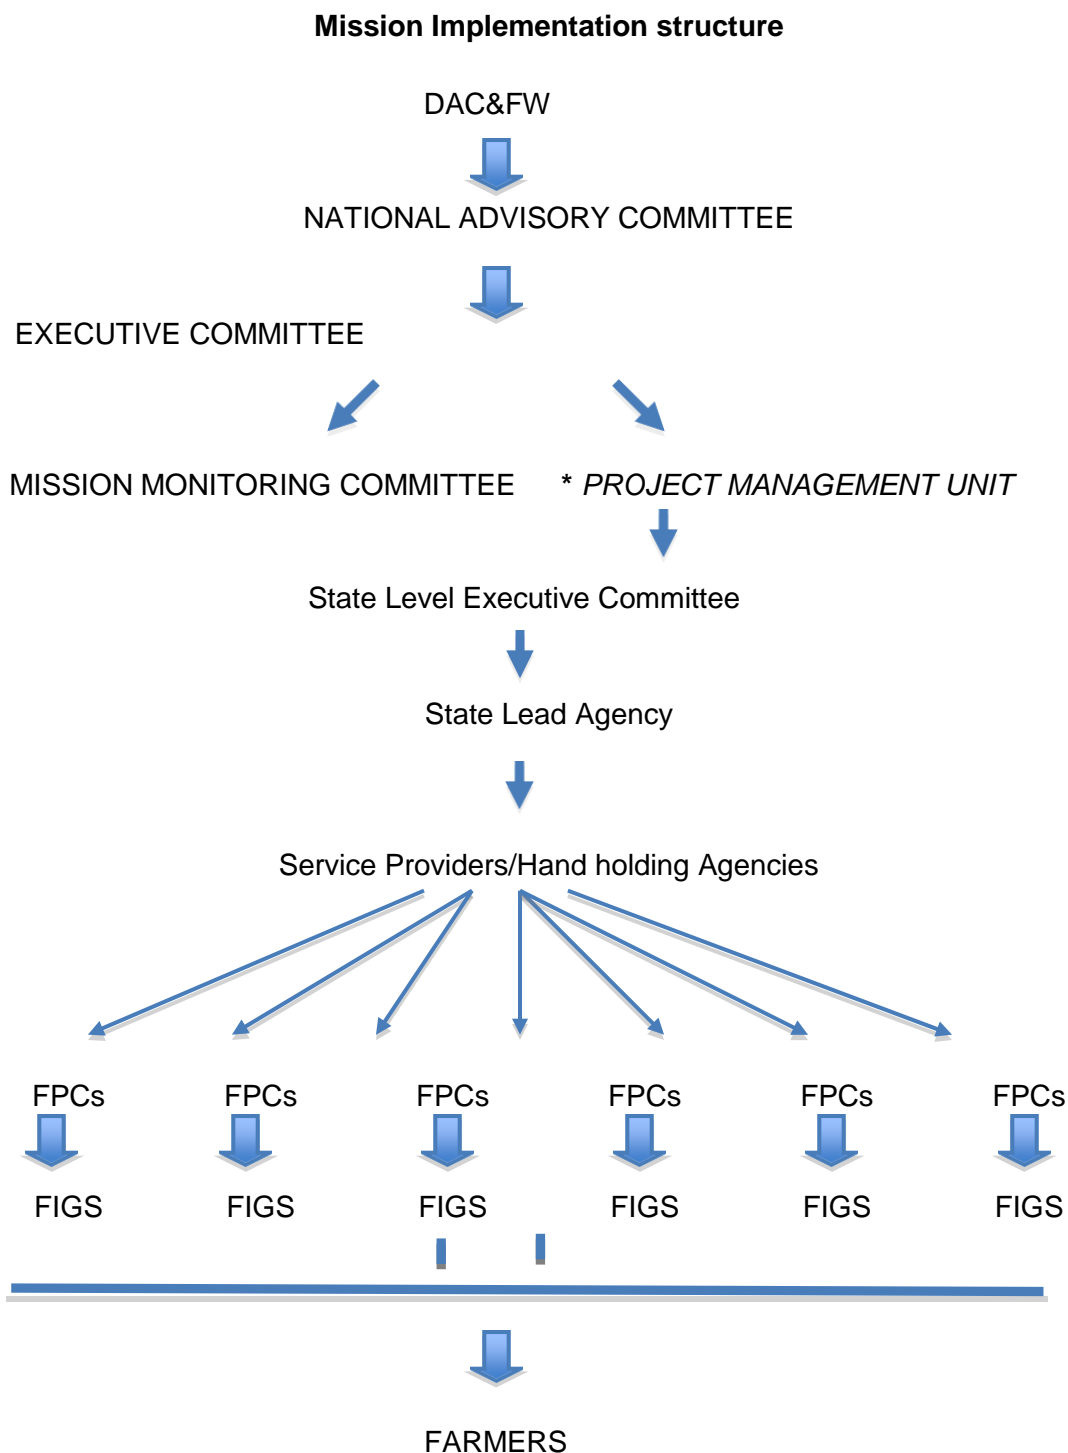 Mission Implementation structure
DAC&FW
NATIONAL ADVISORY COMMITTEE
EXECUTIVE COMMITTEE
MISSION MONITORING COMMITTEE * PROJECT MANAGEMENT UNIT
State Level Executive Committee
State Lead Agency
Service Providers/Hand holding Agencies
FPCs FPCs FPCs FPCs FPCs FPCs
FIGS FIGS FIGS FIGS FIGS FIGS
FARMERS